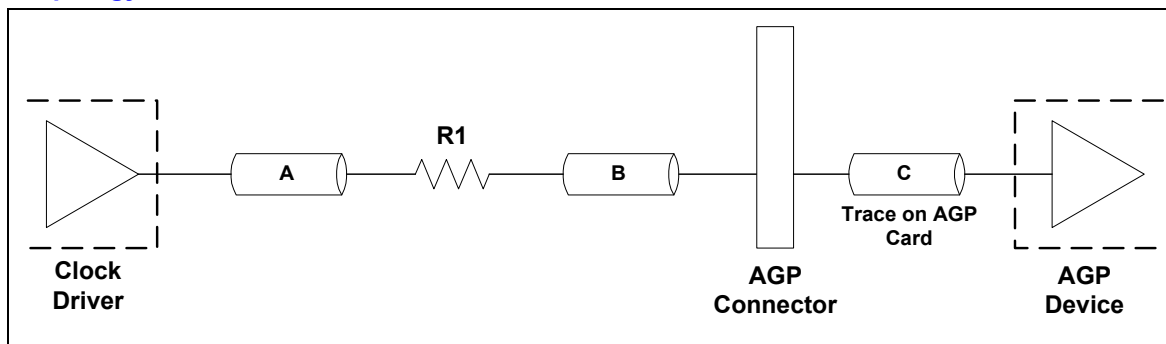 R1
A
B
C
Trace on AGP
Card
Clock
Driver
AGP
Connector
AGP
Device